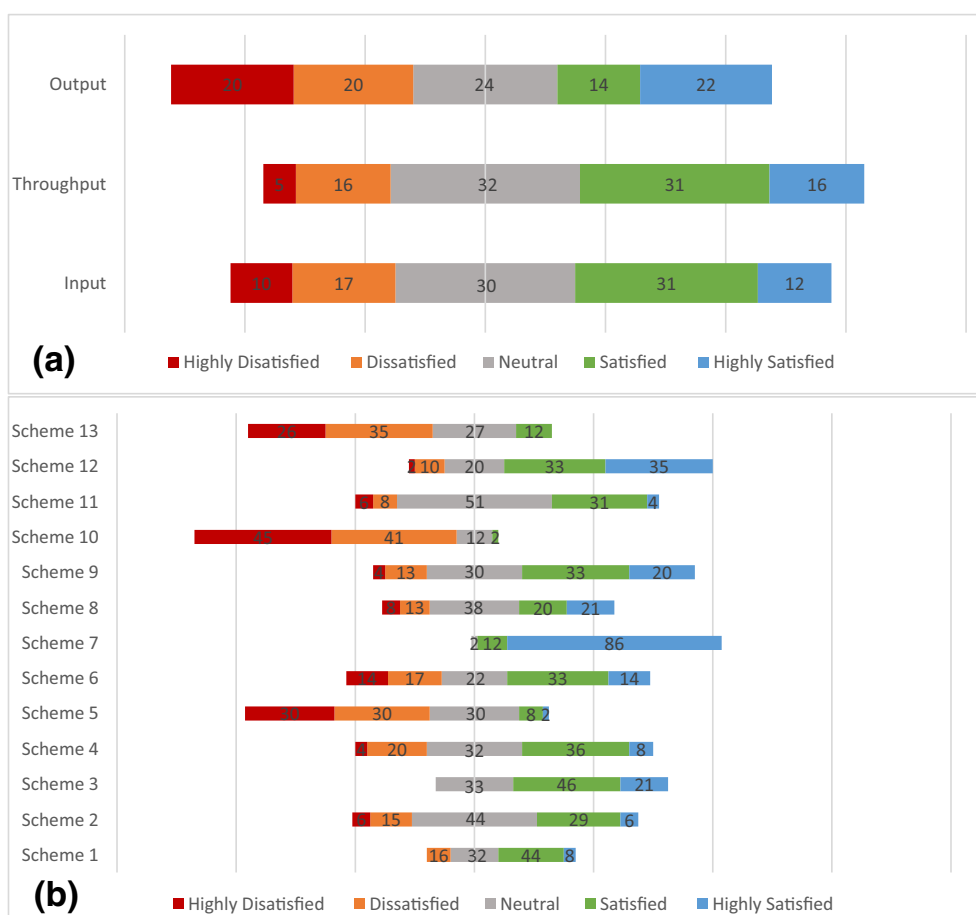 Output 20 20 24 14 22
Throughput 5 16 32 31 16
Input 10 17 30 31 12
(a) Highly Disatisfied Dissatisfied Neutral Satisfied Highly Satisfied
Scheme 13 26 35 27 12
Scheme 12 2 10 20 33 35
Scheme 11 6 8 51 31 4
Scheme 10 45 41 12 2
Scheme 9 13 30 33 20
Scheme 8 13 38 20 21
Scheme 7 2 12 86
Scheme 6 14 17 22 33 14
Scheme 5 30 30 30 8 2
Scheme 4 4 20 32 36 8
Scheme 3 33 46 21
Scheme 2 6 15 44 29 6
Scheme 1 16 32 44 8
(b) Highly Disatisfied Dissatisfied Neutral Satisfied Highly Satisfied